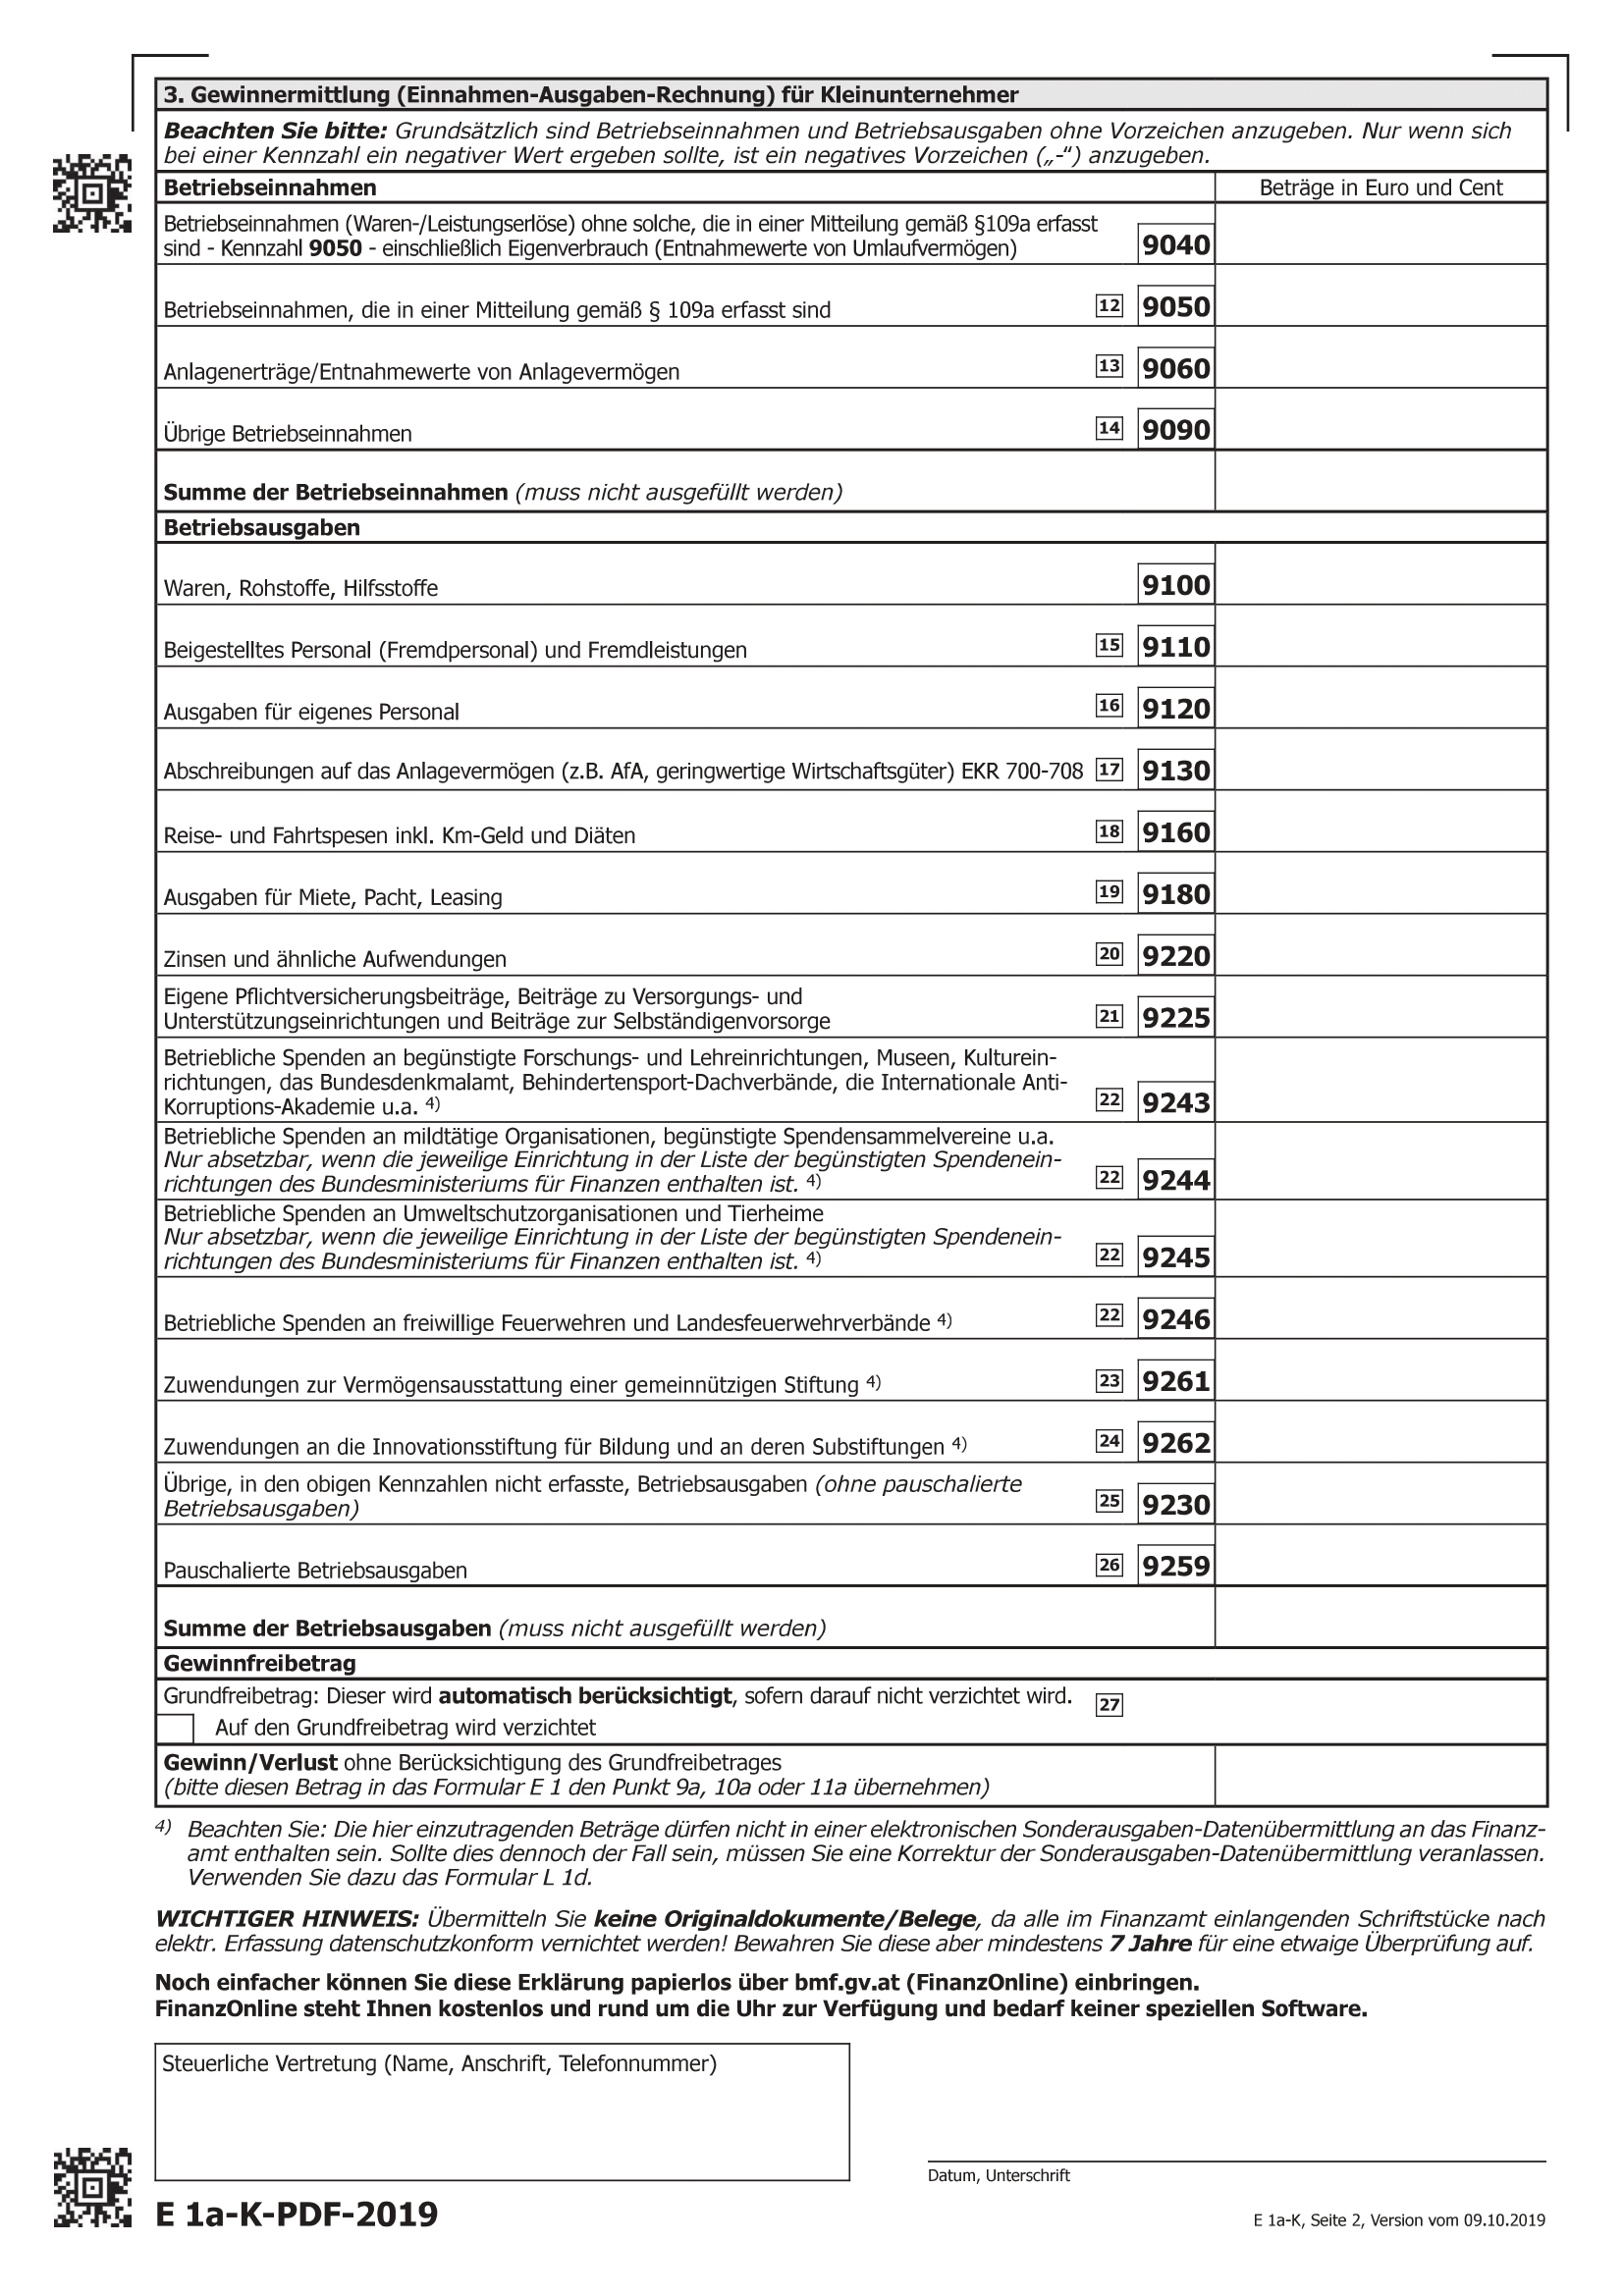 3. Gewinnermittlung (Einnahmen-Ausgaben-Rechnung) für Kleinunternehmer
Beachten Sie bitte: Grundsätzlich sind Betriebseinnahmen und Betriebsausgaben ohne Vorzeichen anzugeben. Nur wenn sich
bei einer Kennzahl ein negativer Wert ergeben sollte, ist ein negatives Vorzeichen („-“) anzugeben.
Betriebseinnahmen Beträge in Euro und Cent
Betriebseinnahmen (Waren-/Leistungserlöse) ohne solche, die in einer Mitteilung gemäß §109a erfasst
sind - Kennzahl 9050 - einschließlich Eigenverbrauch (Entnahmewerte von Umlaufvermögen) 9040
Betriebseinnahmen, die in einer Mitteilung gemäß § 109a erfasst sind 12 9050
Anlagenerträge/Entnahmewerte von Anlagevermögen 13 9060
Übrige Betriebseinnahmen 14 9090
Summe der Betriebseinnahmen (muss nicht ausgefüllt werden)
Betriebsausgaben
Waren, Rohstoffe, Hilfsstoffe 9100
Beigestelltes Personal (Fremdpersonal) und Fremdleistungen 15 9110
Ausgaben für eigenes Personal 16 9120
Abschreibungen auf das Anlagevermögen (z.B. AfA, geringwertige Wirtschaftsgüter) EKR 700-708 17 9130
Reise- und Fahrtspesen inkl. Km-Geld und Diäten 18 9160
Ausgaben für Miete, Pacht, Leasing 19 9180
Zinsen und ähnliche Aufwendungen 20 9220
Eigene Pflichtversicherungsbeiträge, Beiträge zu Versorgungs- und
Unterstützungseinrichtungen und Beiträge zur Selbständigenvorsorge 21 9225
Betriebliche Spenden an begünstigte Forschungs- und Lehreinrichtungen, Museen, Kulturein-
richtungen, das Bundesdenkmalamt, Behindertensport-Dachverbände, die Internationale Anti-
Korruptions-Akademie u.a. 4) 22 9243
Betriebliche Spenden an mildtätige Organisationen, begünstigte Spendensammelvereine u.a.
Nur absetzbar, wenn die jeweilige Einrichtung in der Liste der begünstigten Spendenein-
richtungen des Bundesministeriums für Finanzen enthalten ist. 4) 22 9244
Betriebliche Spenden an Umweltschutzorganisationen und Tierheime
Nur absetzbar, wenn die jeweilige Einrichtung in der Liste der begünstigten Spendenein-
richtungen des Bundesministeriums für Finanzen enthalten ist. 4) 22 9245
Betriebliche Spenden an freiwillige Feuerwehren und Landesfeuerwehrverbände 4) 22 9246
Zuwendungen zur Vermögensausstattung einer gemeinnützigen Stiftung 4) 23 9261
Zuwendungen an die Innovationsstiftung für Bildung und an deren Substiftungen 4) 24 9262
Übrige, in den obigen Kennzahlen nicht erfasste, Betriebsausgaben (ohne pauschalierte
Betriebsausgaben) 25 9230
Pauschalierte Betriebsausgaben 26 9259
Summe der Betriebsausgaben (muss nicht ausgefüllt werden)
Gewinnfreibetrag
Grundfreibetrag: Dieser wird automatisch berücksichtigt, sofern darauf nicht verzichtet wird. 27
Auf den Grundfreibetrag wird verzichtet
Gewinn/Verlust ohne Berücksichtigung des Grundfreibetrages
(bitte diesen Betrag in das Formular E 1 den Punkt 9a, 10a oder 11a übernehmen)
4) Beachten Sie: Die hier einzutragenden Beträge dürfen nicht in einer elektronischen Sonderausgaben-Datenübermittlung an das Finanz-
amt enthalten sein. Sollte dies dennoch der Fall sein, müssen Sie eine Korrektur der Sonderausgaben-Datenübermittlung veranlassen.
Verwenden Sie dazu das Formular L 1d.
WICHTIGER HINWEIS: Übermitteln Sie keine Originaldokumente/Belege, da alle im Finanzamt einlangenden Schriftstücke nach
elektr. Erfassung datenschutzkonform vernichtet werden! Bewahren Sie diese aber mindestens 7 Jahre für eine etwaige Überprüfung auf.
Noch einfacher können Sie diese Erklärung papierlos über bmf.gv.at (FinanzOnline) einbringen.
FinanzOnline steht Ihnen kostenlos und rund um die Uhr zur Verfügung und bedarf keiner speziellen Software.
Steuerliche Vertretung (Name, Anschrift, Telefonnummer)
Datum, Unterschrift
E 1a-K-PDF-2019
E 1a-K, Seite 2, Version vom 09.10.2019